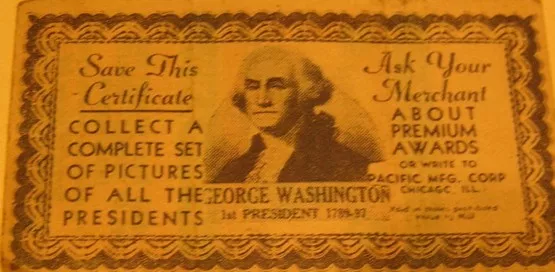 Save This
Certificate
COLLECT A
COMPLETE SET
OF PICTURES
OF ALL THE
PRESIDENTS
GEORGE WASHINGTON
1st PRESIDENT 1789-97
Ask Your
Merchant
ABOUT
PREMIUM
AWARDS
OR WRITE TO
PACIFIC MFG. CORP
CHICAGO, ILL.